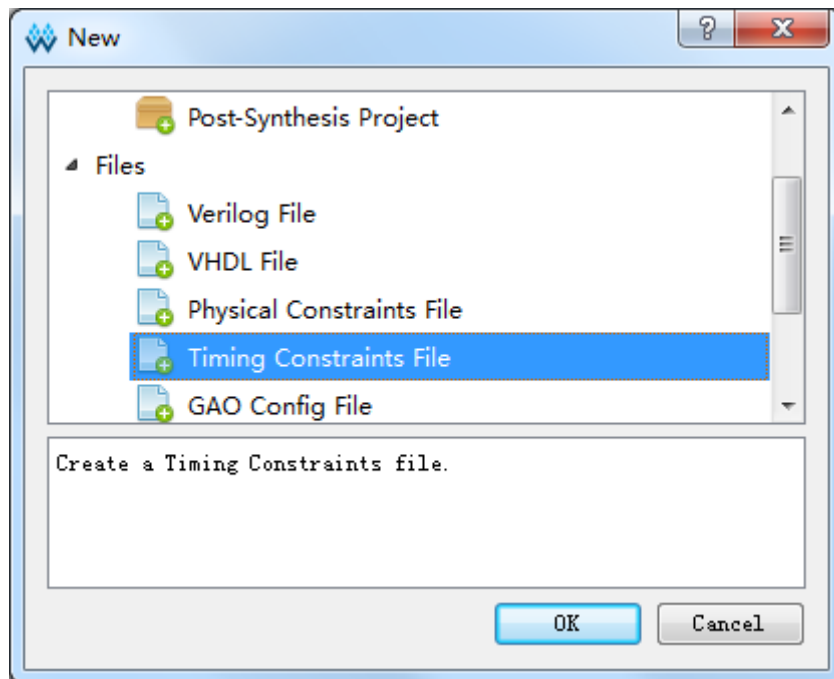 New
Post-Synthesis Project
Files
Verilog File
VHDL File
Physical Constraints File
Timing Constraints File
GAO Config File
Create a Timing Constraints file.
OK Cancel